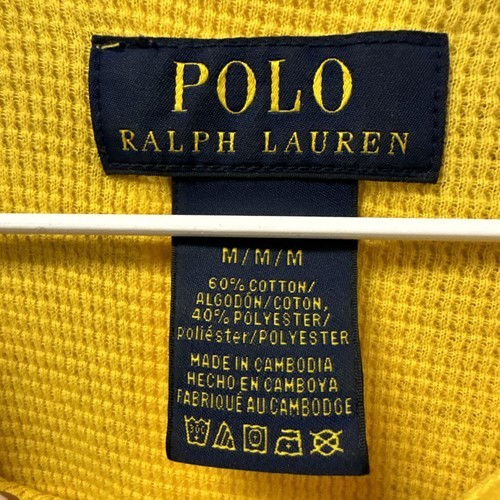 POLO
RALPH LAUREN
M/M/M
60% COTTON/
ALGODÓN/COTON,
40% POLYESTER/
poliéster/POLYESTER
MADE IN CAMBODIA
HECHO EN CAMBOYA
FABRIQUÉ AU CAMBODGE